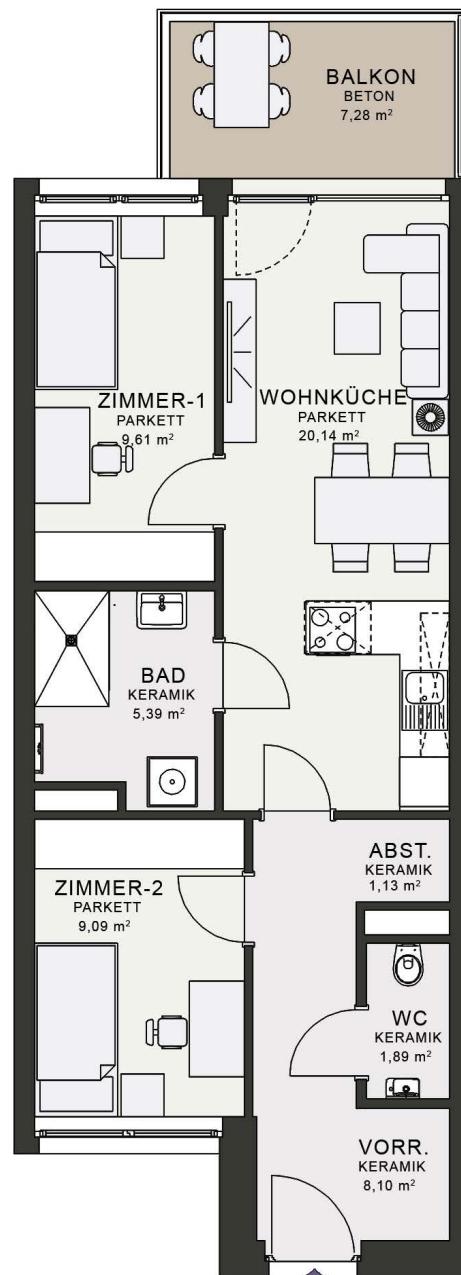 BALKON
BETON
7,28 m²
ZIMMER-1
PARKETT
9,61 m²
WOHNKÜCHE
PARKETT
20,14 m²
BAD
KERAMIK
5,39 m²
ABST.
KERAMIK
1,13 m²
ZIMMER-2
PARKETT
9,09 m²
WC
KERAMIK
1,89 m²
VORR.
KERAMIK
8,10 m²